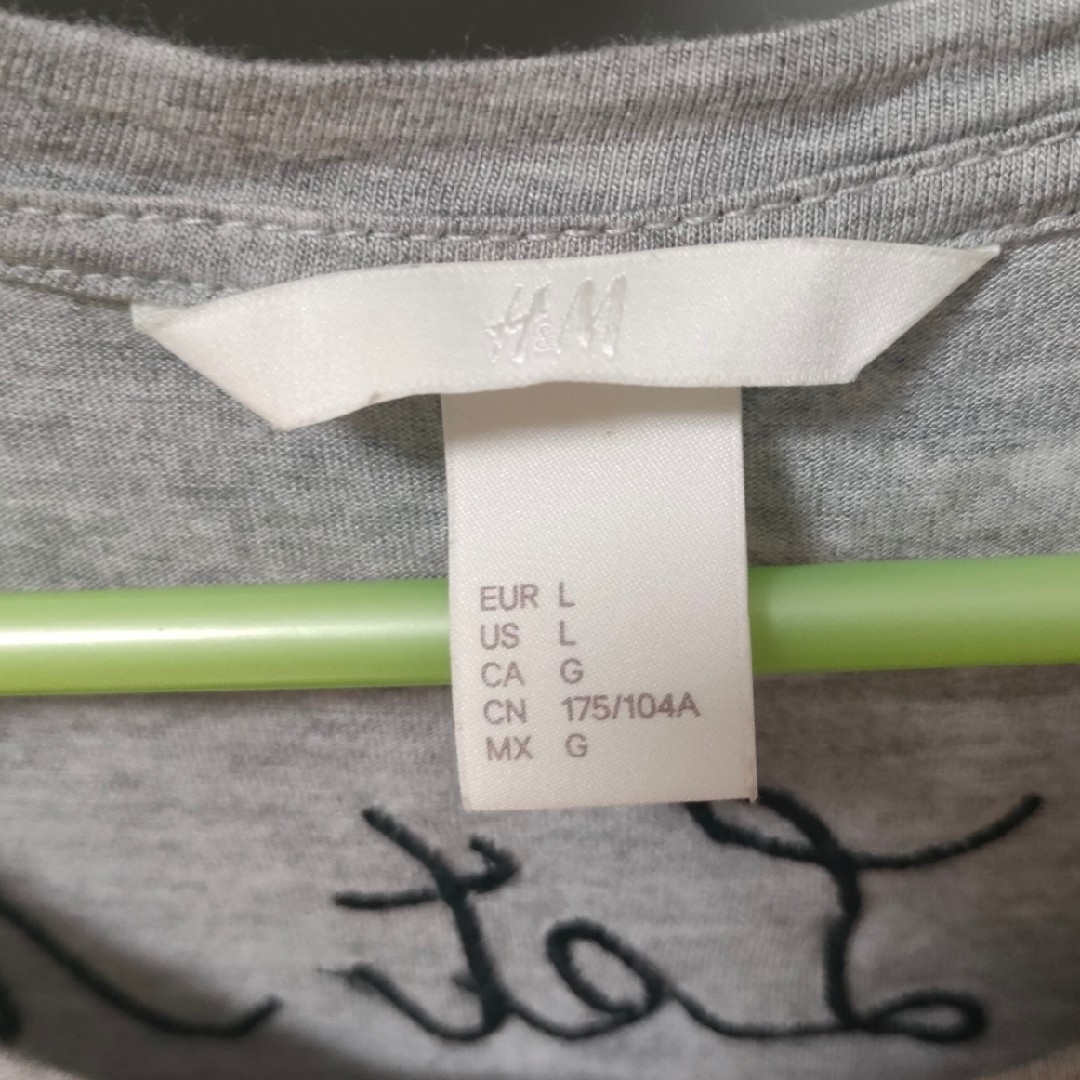 H&M
EUR L
US L
CA G
CN 175/104A
MX G